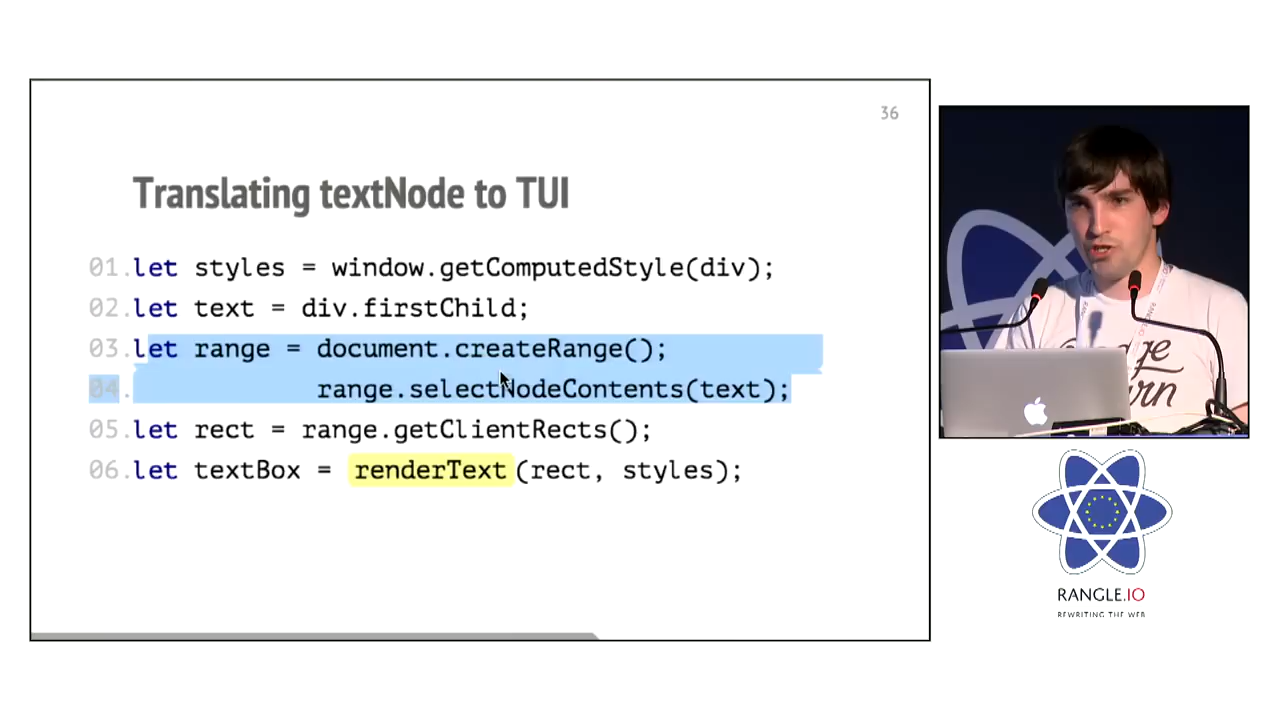 36
Translating textNode to TUI
01.let styles = window.getComputedStyle(div);
02.let text = div.firstChild;
03.let range = document.createRange();
04.          range.selectNodeContents(text);
05.let rect = range.getClientRects();
06.let textBox = renderText(rect, styles);
RANGLE.IO
REWRITING THE WEB